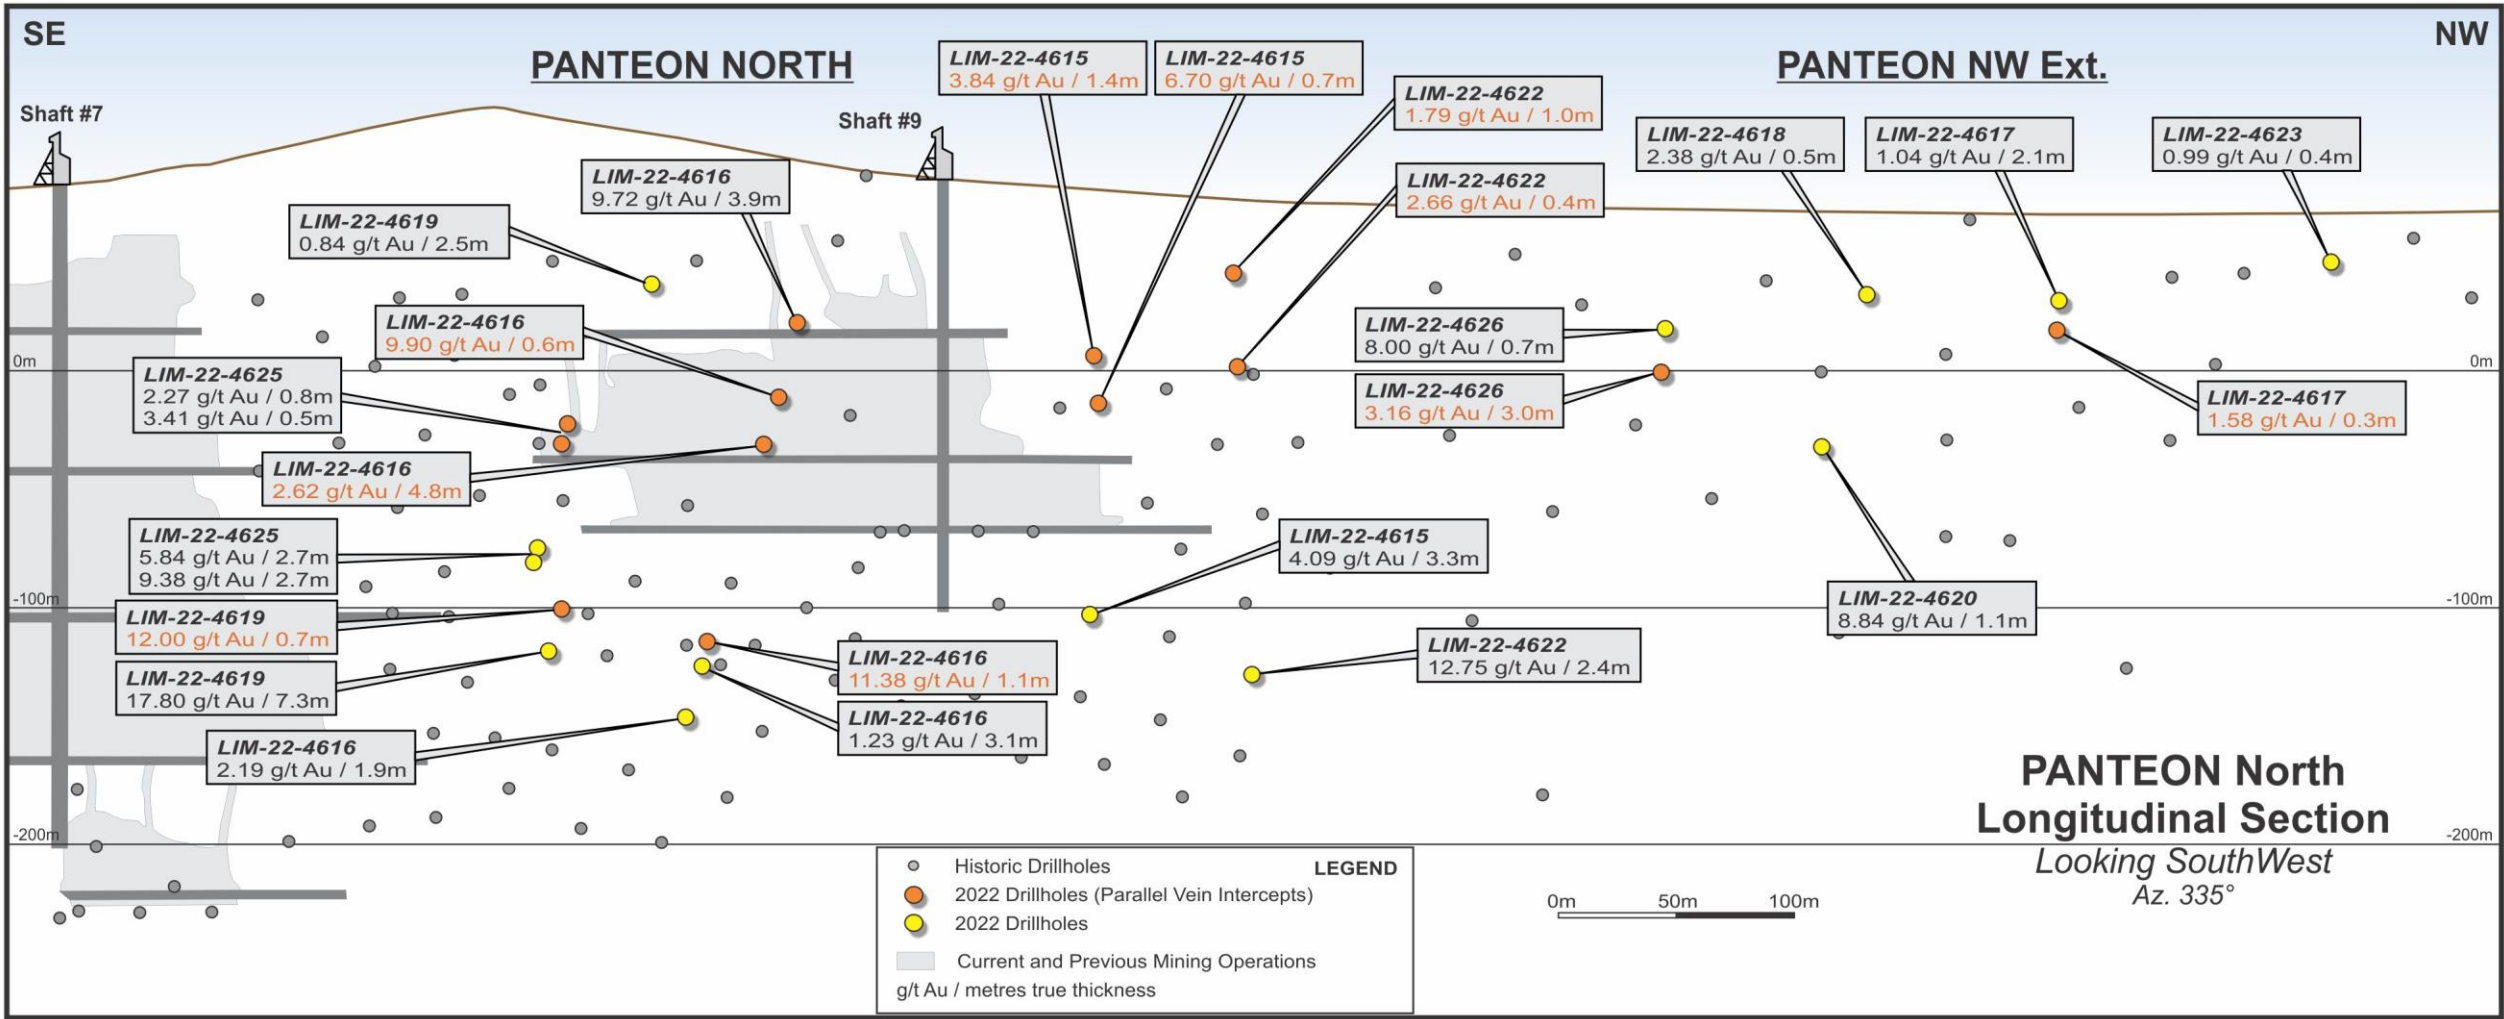 SE
NW
PANTEON NORTH
PANTEON NW Ext.
Shaft #7
Shaft #9
LIM-22-4615
3.84 g/t Au / 1.4m
LIM-22-4615
6.70 g/t Au / 0.7m
LIM-22-4622
1.79 g/t Au / 1.0m
LIM-22-4618
2.38 g/t Au / 0.5m
LIM-22-4617
1.04 g/t Au / 2.1m
LIM-22-4623
0.99 g/t Au / 0.4m
LIM-22-4616
9.72 g/t Au / 3.9m
LIM-22-4622
2.66 g/t Au / 0.4m
LIM-22-4619
0.84 g/t Au / 2.5m
LIM-22-4616
9.90 g/t Au / 0.6m
LIM-22-4626
8.00 g/t Au / 0.7m
0m
0m
LIM-22-4625
2.27 g/t Au / 0.8m
3.41 g/t Au / 0.5m
LIM-22-4626
3.16 g/t Au / 3.0m
LIM-22-4617
1.58 g/t Au / 0.3m
LIM-22-4616
2.62 g/t Au / 4.8m
LIM-22-4625
5.84 g/t Au / 2.7m
9.38 g/t Au / 2.7m
LIM-22-4615
4.09 g/t Au / 3.3m
-100m
-100m
LIM-22-4619
12.00 g/t Au / 0.7m
LIM-22-4620
8.84 g/t Au / 1.1m
LIM-22-4616
11.38 g/t Au / 1.1m
LIM-22-4622
12.75 g/t Au / 2.4m
LIM-22-4619
17.80 g/t Au / 7.3m
LIM-22-4616
1.23 g/t Au / 3.1m
LIM-22-4616
2.19 g/t Au / 1.9m
-200m
-200m
PANTEON North
Longitudinal Section
Looking SouthWest
Az. 335°
LEGEND
Historic Drillholes
2022 Drillholes (Parallel Vein Intercepts)
2022 Drillholes
Current and Previous Mining Operations
g/t Au / metres true thickness
0m
50m
100m